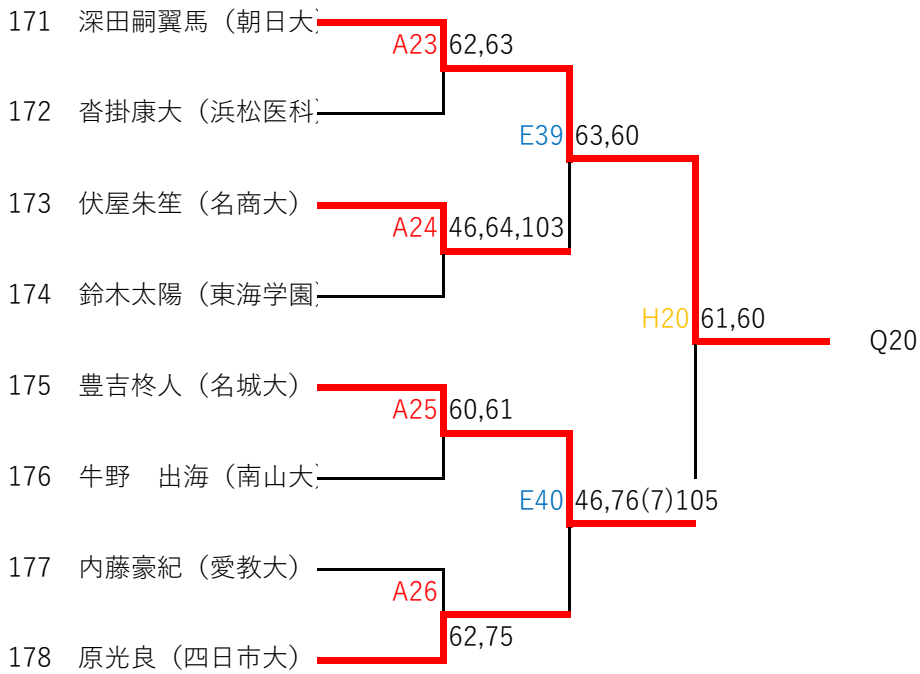 171 深田嗣翼馬（朝日大）
A23 62,63
172 沓掛康大（浜松医科）
E39 63,60
173 伏屋朱笙（名商大）
A24 46,64,103
174 鈴木太陽（東海学園）
H20 61,60
Q20
175 豊吉柊人（名城大）
A25 60,61
176 牛野　出海（南山大）
E40 46,76(7)105
177 内藤豪紀（愛教大）
A26
62,75
178 原光良（四日市大）